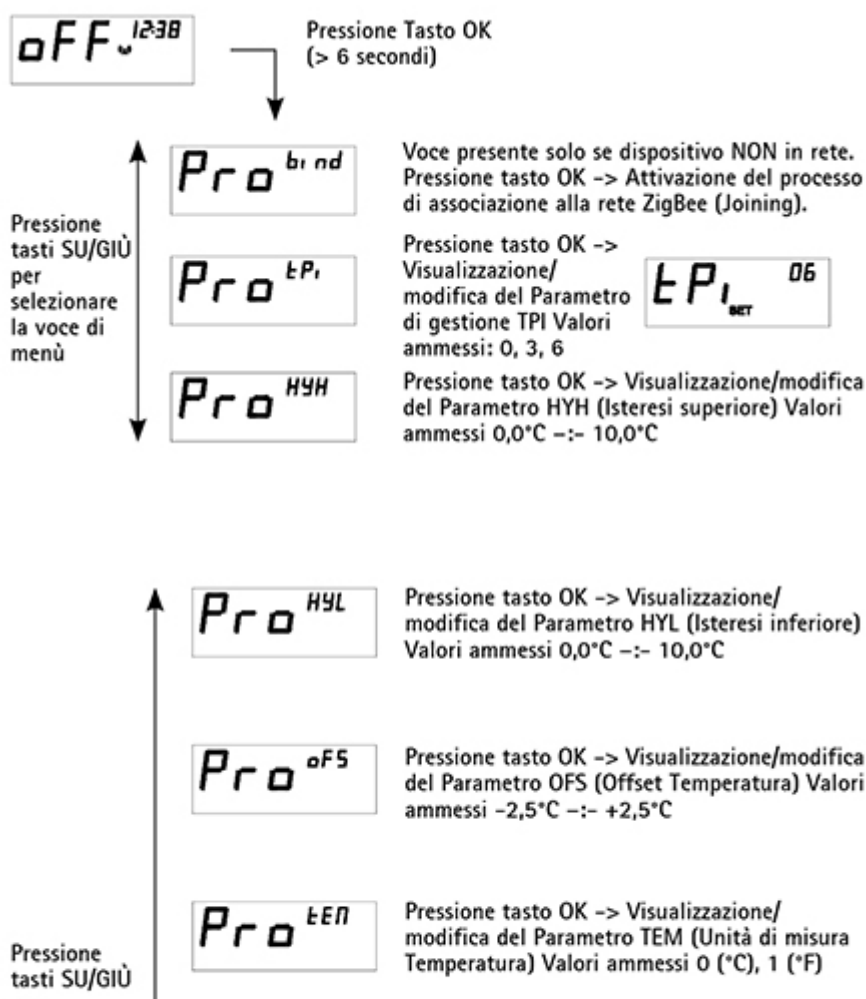 oFF 12:38
Pressione Tasto OK
(> 6 secondi)
Pressione
tasti SU/GIÙ
per
selezionare
la voce di
menù
Pro bind
Voce presente solo se dispositivo NON in rete.
Pressione tasto OK -> Attivazione del processo
di associazione alla rete ZigBee (Joining).
Pro tPi
Pressione tasto OK ->
Visualizzazione/
modifica del Parametro
di gestione TPI Valori
ammessi: 0, 3, 6
tPi 06
SET
Pro HYH
Pressione tasto OK -> Visualizzazione/modifica
del Parametro HYH (Isteresi superiore) Valori
ammessi 0,0°C -:- 10,0°C
Pro HYL
Pressione tasto OK -> Visualizzazione/
modifica del Parametro HYL (Isteresi inferiore)
Valori ammessi 0,0°C -:- 10,0°C
Pro oFS
Pressione tasto OK -> Visualizzazione/modifica
del Parametro OFS (Offset Temperatura) Valori
ammessi -2,5°C -:- +2,5°C
Pro tEM
Pressione tasto OK -> Visualizzazione/
modifica del Parametro TEM (Unità di misura
Temperatura) Valori ammessi 0 (°C), 1 (°F)
Pressione
tasti SU/GIÙ